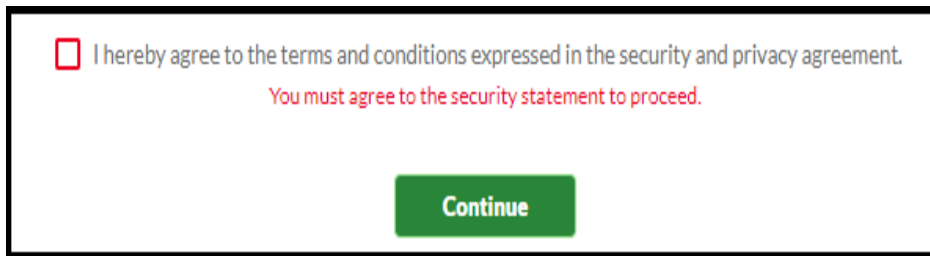 I hereby agree to the terms and conditions expressed in the security and privacy agreement.
You must agree to the security statement to proceed.
Continue